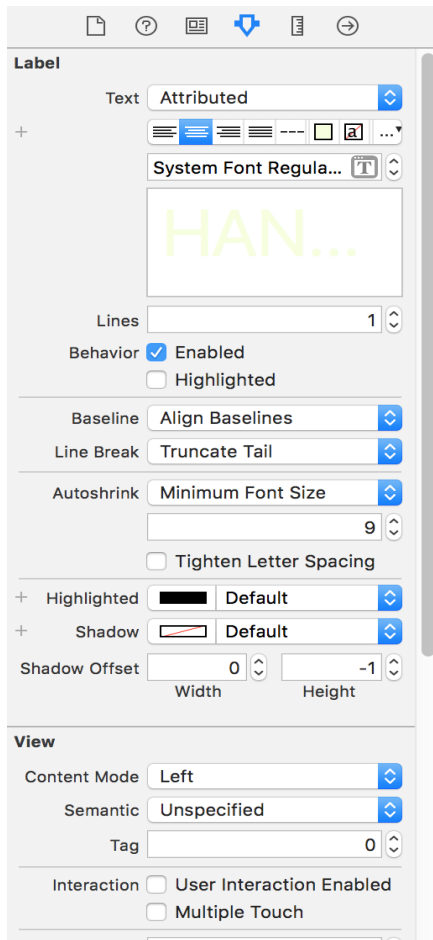 Label
Text Attributed
+ --- a ...
System Font Regula... T
HAN...
Lines 1
Behavior Enabled
Highlighted
Baseline Align Baselines
Line Break Truncate Tail
Autoshrink Minimum Font Size
9
Tighten Letter Spacing
+ Highlighted Default
+ Shadow Default
Shadow Offset 0 -1
Width Height
View
Content Mode Left
Semantic Unspecified
Tag 0
Interaction User Interaction Enabled
Multiple Touch